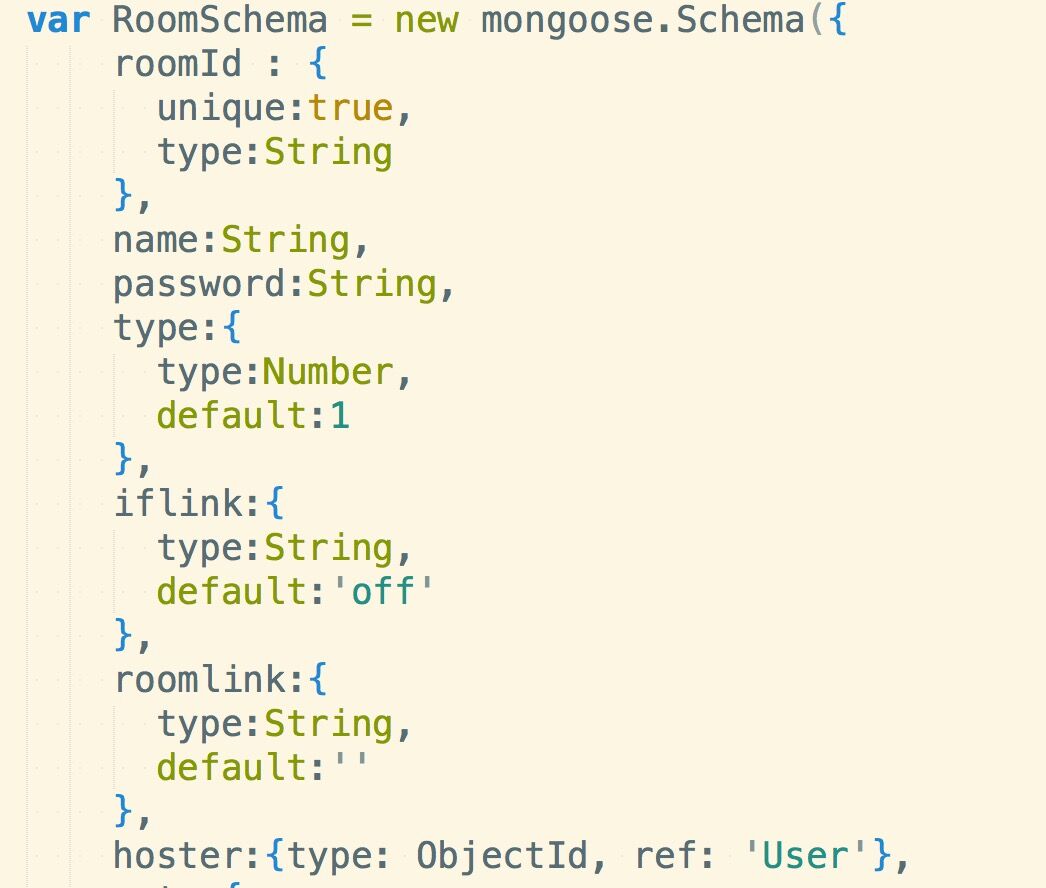 var RoomSchema = new mongoose.Schema({
    roomId : {
      unique:true,
      type:String
    },
    name:String,
    password:String,
    type:{
      type:Number,
      default:1
    },
    iflink:{
      type:String,
      default:'off'
    },
    roomlink:{
      type:String,
      default:''
    },
    hoster:{type: ObjectId, ref: 'User'},